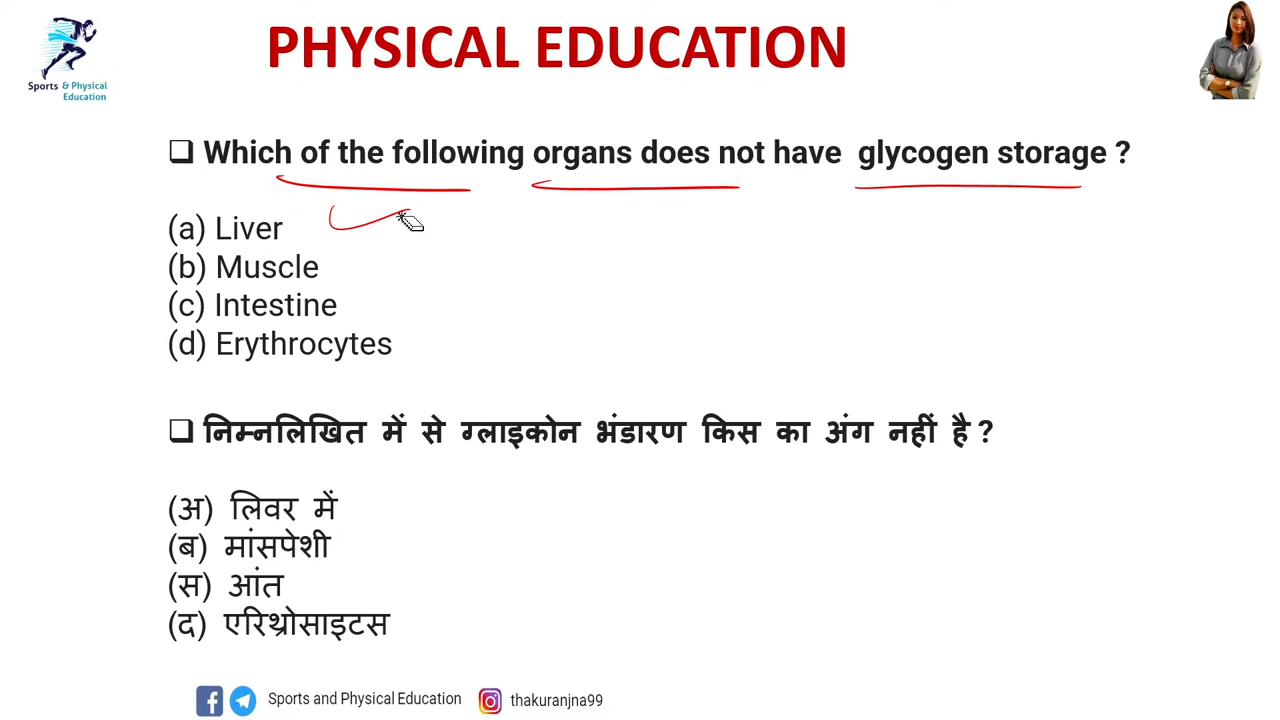 PHYSICAL EDUCATION
Sports & Physical
Education
Which of the following organs does not have glycogen storage ?
(a) Liver
(b) Muscle
(c) Intestine
(d) Erythrocytes
निम्नलिखित में से ग्लाइकोन भंडारण किस का अंग नहीं है ?
(अ) लिवर में
(ब) मांसपेशी
(स) आंत
(द) एरिथ्रोसाइटस
Sports and Physical Education
thakuranjna99